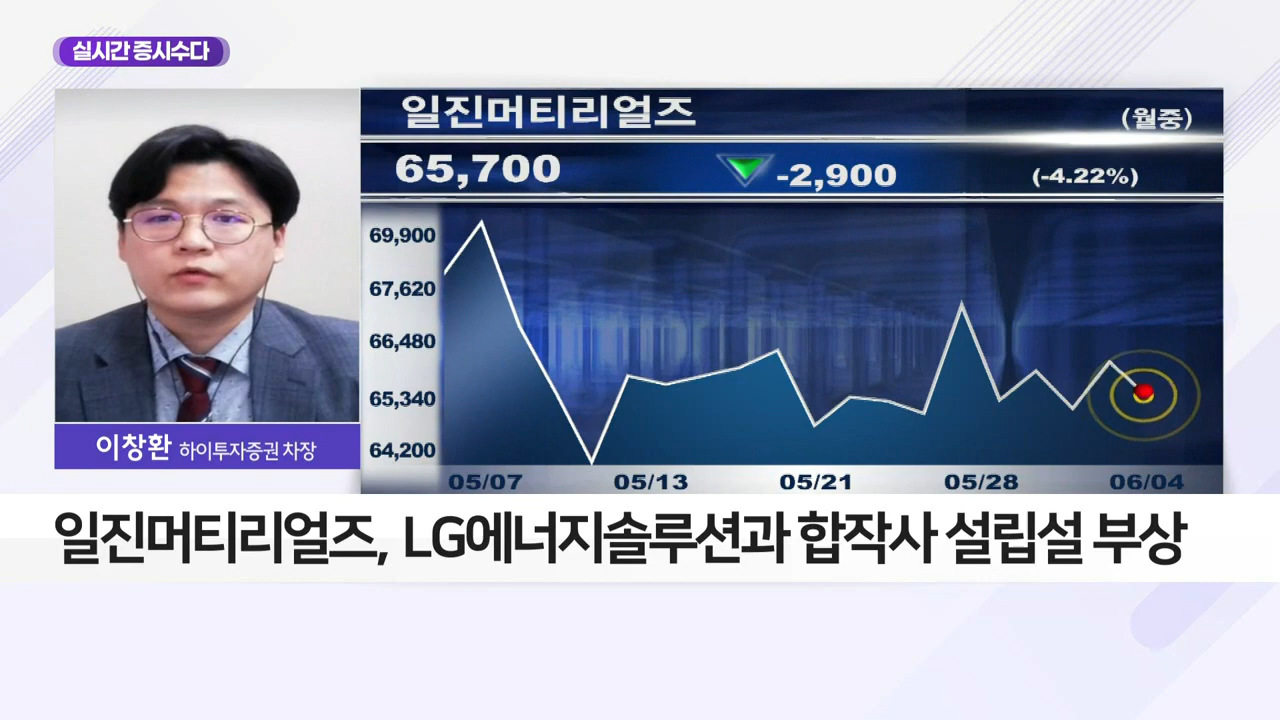 실시간 증시수다
일진머티리얼즈 (월중)
65,700 -2,900 (-4.22%)
69,900
67,620
66,480
65,340
64,200
05/07 05/13 05/21 05/28 06/04
이창환 하이투자증권 차장
일진머티리얼즈, LG에너지솔루션과 합작사 설립설 부상